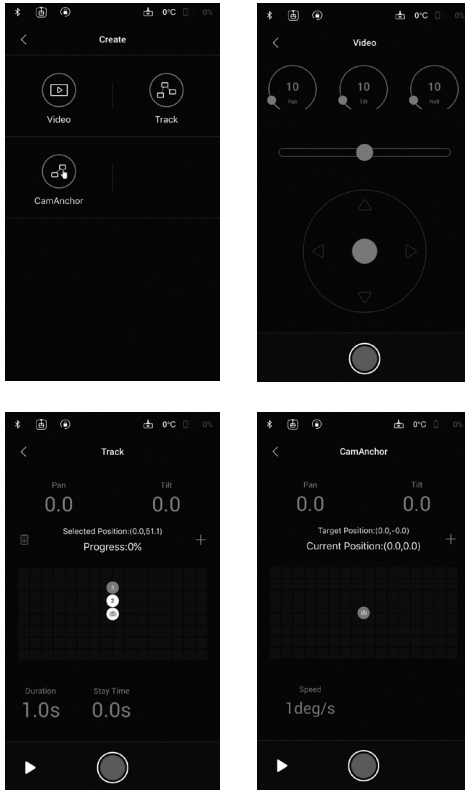 0°C 0%
Create
Video Track
CamAnchor
0°C 0%
Video
10 10 10
Pan Tilt Roll
0°C 0%
Track
Pan Tilt
0.0 0.0
Selected Position:(0.0,51.1)
Progress:0%
2
Duration Stay Time
1.0s 0.0s
0°C 0%
CamAnchor
Pan Tilt
0.0 0.0
Target Position:(0.0,-0.0)
Current Position:(0.0,0.0)
Speed
1deg/s